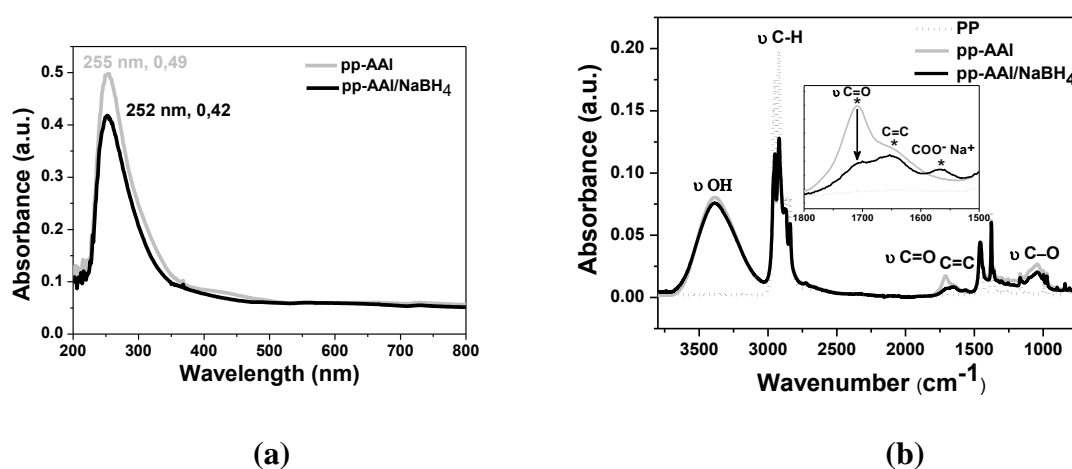 255 nm, 0,49
252 nm, 0,42
pp-AAl
pp-AAl/NaBH4
0.5
0.4
0.3
0.2
0.1
0.0
Absorbance (a.u.)
200 300 400 500 600 700 800
Wavelength (nm)
(a)
PP
pp-AAl
pp-AAl/NaBH4
υ C-H
υ C=O
*
C=C
*
COO- Na+
*
1800 1700 1600 1500
υ OH
υ C=O
C=C
υ C–O
0.20
0.15
0.10
0.05
0.00
Absorbance (a.u.)
3500 3000 2500 2000 1500 1000
Wavenumber (cm-1)
(b)